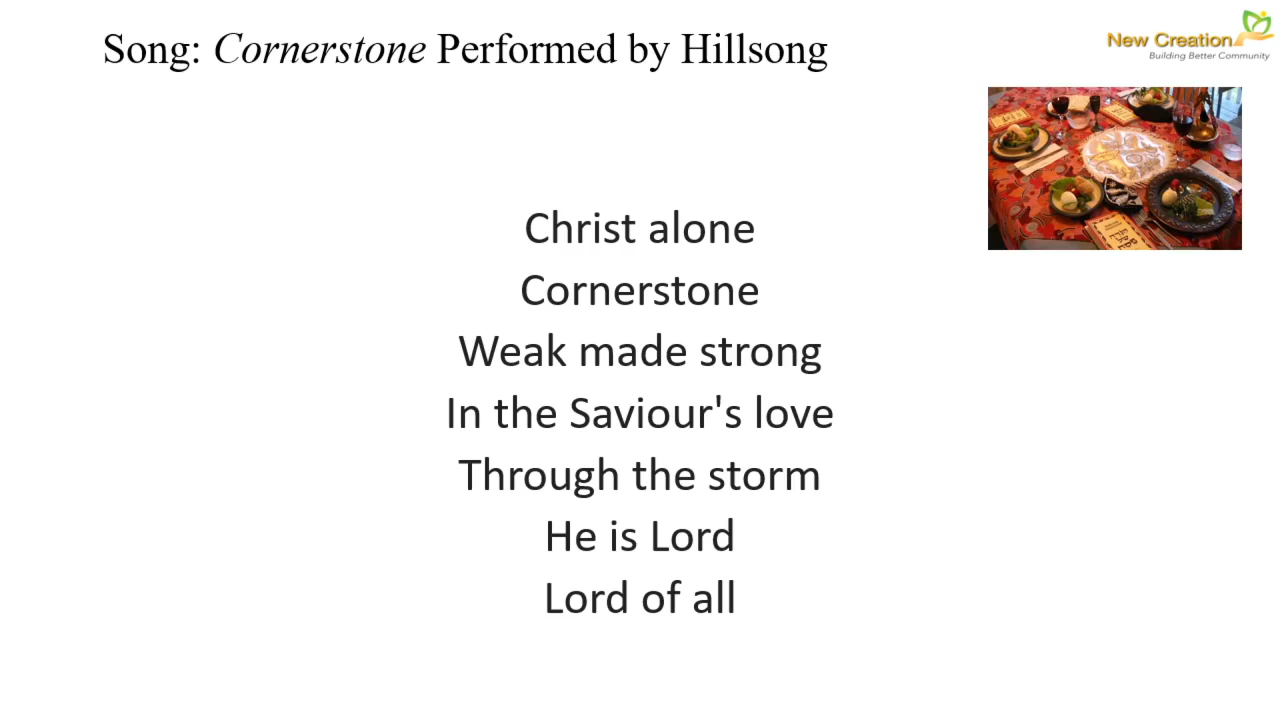 Song: Cornerstone Performed by Hillsong
New Creation
Building Better Community
Christ alone
Cornerstone
Weak made strong
In the Saviour's love
Through the storm
He is Lord
Lord of all